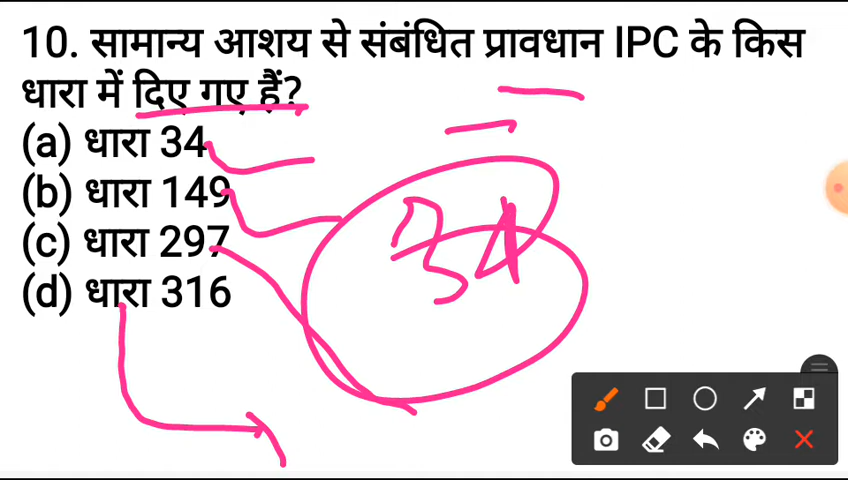 10. सामान्य आशय से संबंधित प्रावधान IPC के किस
धारा में दिए गए हैं?
(a) धारा 34
(b) धारा 149
(c) धारा 297
(d) धारा 316
34